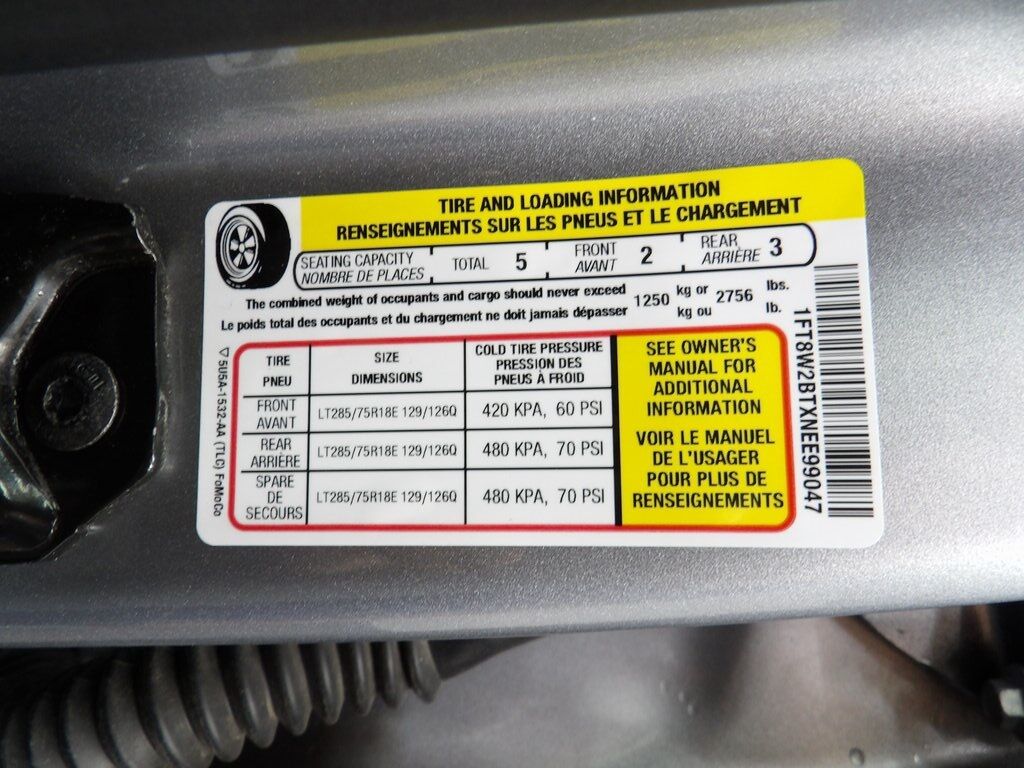 TIRE AND LOADING INFORMATION
RENSEIGNEMENTS SUR LES PNEUS ET LE CHARGEMENT
SEATING CAPACITY
NOMBRE DE PLACES
TOTAL 5
FRONT
AVANT 2
REAR
ARRIÈRE 3
The combined weight of occupants and cargo should never exceed 1250 kg or 2756 lbs.
Le poids total des occupants et du chargement ne doit jamais dépasser kg ou lb.
TIRE
PNEU
SIZE
DIMENSIONS
COLD TIRE PRESSURE
PRESSION DES
PNEUS À FROID
FRONT
AVANT
LT285/75R18E 129/126Q
420 KPA, 60 PSI
REAR
ARRIÈRE
LT285/75R18E 129/126Q
480 KPA, 70 PSI
SPARE
DE
SECOURS
LT285/75R18E 129/126Q
480 KPA, 70 PSI
SEE OWNER'S
MANUAL FOR
ADDITIONAL
INFORMATION
VOIR LE MANUEL
DE L'USAGER
POUR PLUS DE
RENSEIGNEMENTS
1FT8W2BTXNEE99047
5U5A-1532-AA (TLC) FoMoCo